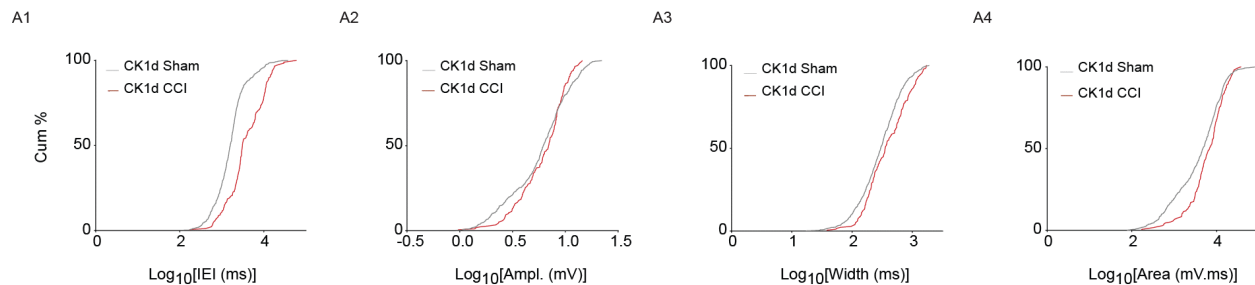 A1
A2
A3
A4
100
CK1d Sham
CK1d CCI
Cum %
50
0
0
2
4
Log10[IEI (ms)]
100
CK1d Sham
CK1d CCI
50
0
-0.5
0.0
0.5
1.0
1.5
Log10[Ampl. (mV)]
100
CK1d Sham
CK1d CCI
50
0
0
1
2
3
Log10[Width (ms)]
100
CK1d Sham
CK1d CCI
50
0
0
2
4
Log10[Area (mV.ms)]